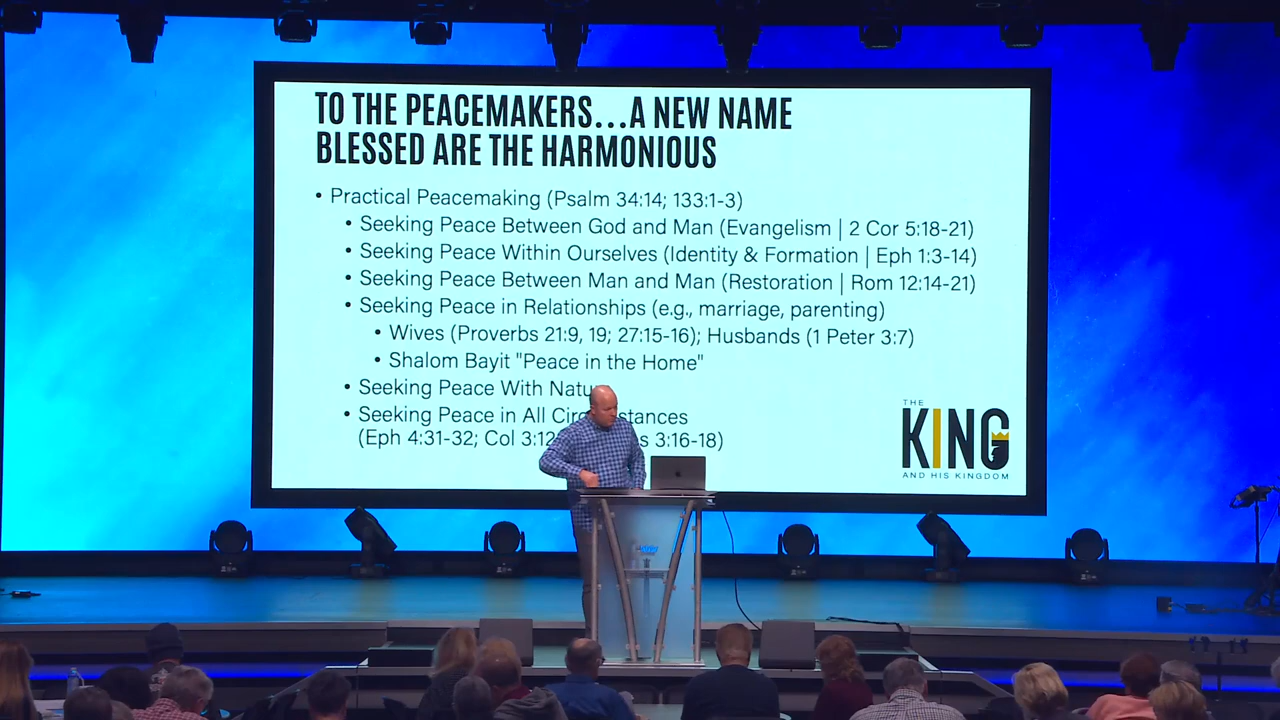 TO THE PEACEMAKERS...A NEW NAME
BLESSED ARE THE HARMONIOUS
• Practical Peacemaking (Psalm 34:14; 133:1-3)
• Seeking Peace Between God and Man (Evangelism | 2 Cor 5:18-21)
• Seeking Peace Within Ourselves (Identity & Formation | Eph 1:3-14)
• Seeking Peace Between Man and Man (Restoration | Rom 12:14-21)
• Seeking Peace in Relationships (e.g., marriage, parenting)
• Wives (Proverbs 21:9, 19; 27:15-16); Husbands (1 Peter 3:7)
• Shalom Bayit "Peace in the Home"
• Seeking Peace With
• Seeking Peace in All
(Eph 4:31-32; Col 3:16-18)
THE
KING
AND HIS KINGDOM